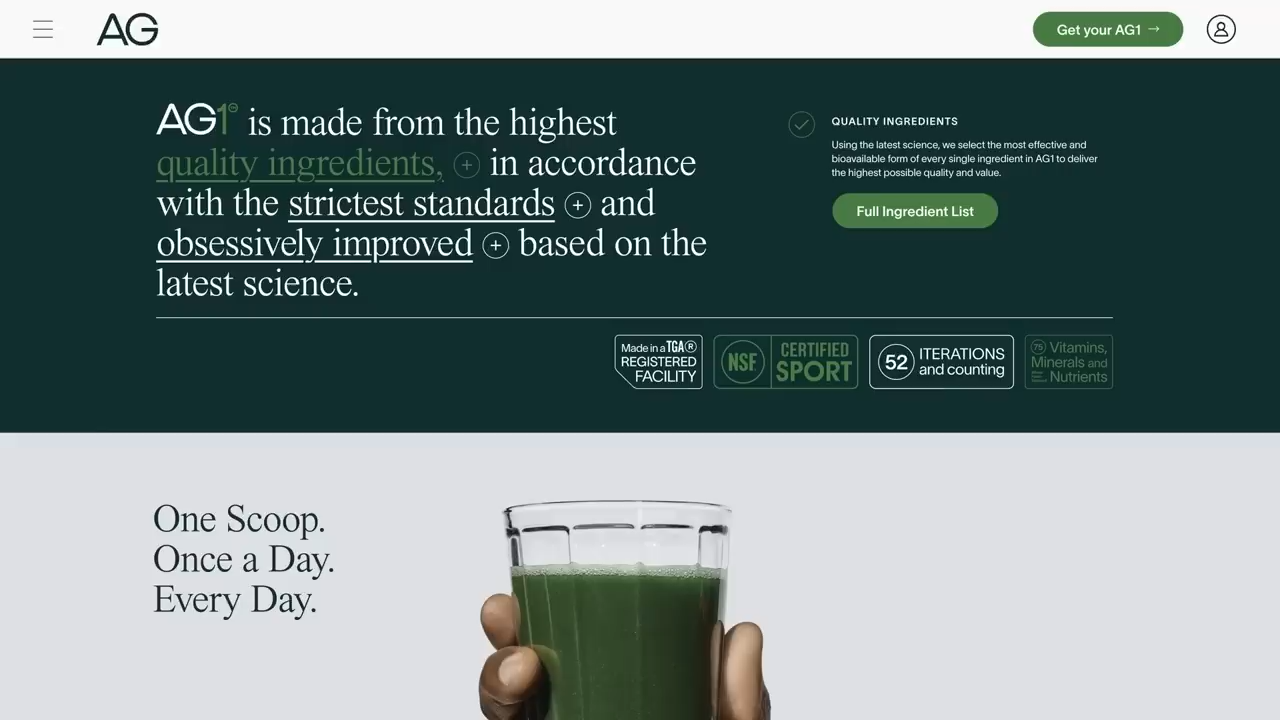 AG
Get your AG1 →
AG1 is made from the highest
quality ingredients, + in accordance
with the strictest standards + and
obsessively improved + based on the
latest science.
QUALITY INGREDIENTS
Using the latest science, we select the most effective and
bioavailable form of every single ingredient in AG1 to deliver
the highest possible quality and value.
Full Ingredient List
Made in a TGA®
REGISTERED
FACILITY
NSF
CERTIFIED
SPORT
52 ITERATIONS
and counting
75 Vitamins,
Minerals and
Nutrients
One Scoop.
Once a Day.
Every Day.